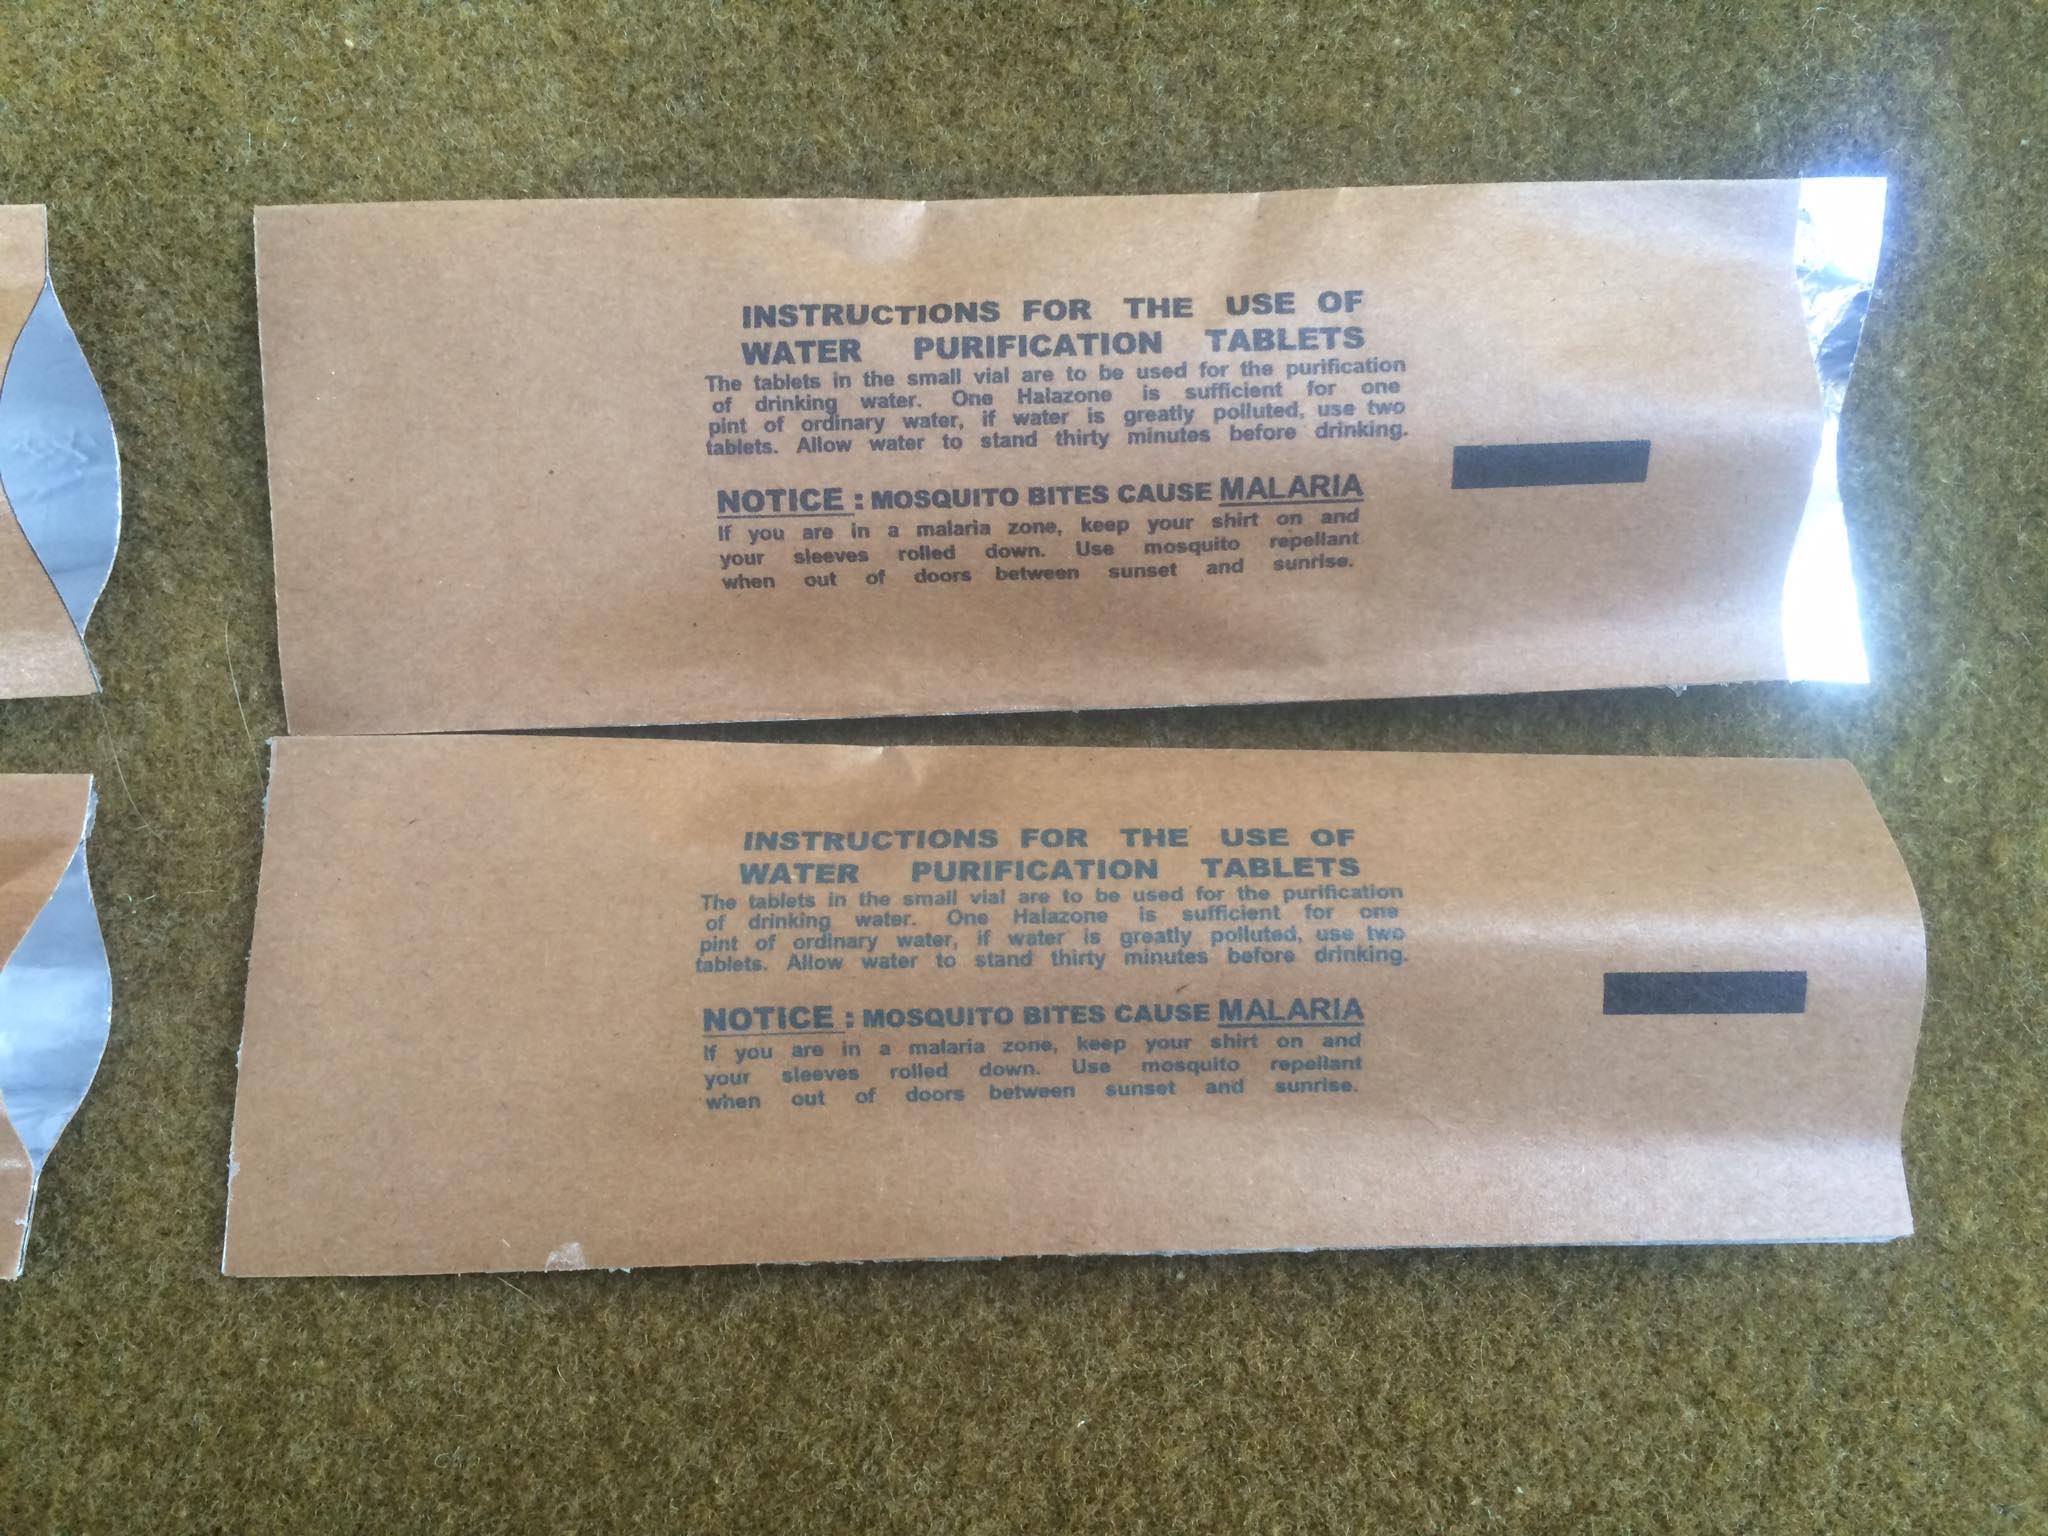 INSTRUCTIONS FOR THE USE OF
WATER PURIFICATION TABLETS
The tablets in the small vial are to be used for the purification
of drinking water. One Halazone is sufficient for one
pint of ordinary water, if water is greatly polluted, use two
tablets. Allow water to stand thirty minutes before drinking.
NOTICE : MOSQUITO BITES CAUSE MALARIA
If you are in a malaria zone, keep your shirt on and
your sleeves rolled down. Use mosquito repellant
when out of doors between sunset and sunrise.
INSTRUCTIONS FOR THE USE OF
WATER PURIFICATION TABLETS
The tablets in the small vial are to be used for the purification
of drinking water. One Halazone is sufficient for one
pint of ordinary water, if water is greatly polluted, use two
tablets. Allow water to stand thirty minutes before drinking.
NOTICE : MOSQUITO BITES CAUSE MALARIA
If you are in a malaria zone, keep your shirt on and
your sleeves rolled down. Use mosquito repellant
when out of doors between sunset and sunrise.